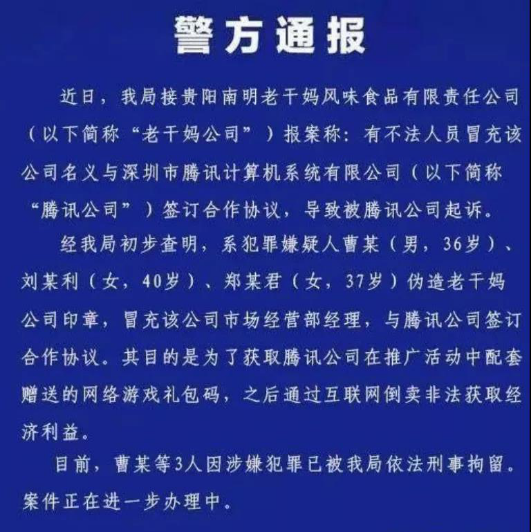 警方通报
近日，我局接贵阳南明老干妈风味食品有限责任公司
（以下简称“老干妈公司”）报案称：有不法人员冒充该
公司名义与深圳市腾讯计算机系统有限公司（以下简称
“腾讯公司”）签订合作协议，导致被腾讯公司起诉。
经我局初步查明，系犯罪嫌疑人曹某（男，36岁）、
刘某利（女，40岁）、郑某君（女，37岁）伪造老干妈
公司印章，冒充该公司市场经营部经理，与腾讯公司签订
合作协议。其目的是为了获取腾讯公司在推广活动中配套
赠送的网络游戏礼包码，之后通过互联网倒卖非法获取经
济利益。
目前，曹某等3人因涉嫌犯罪已被我局依法刑事拘留。
案件正在进一步办理中。